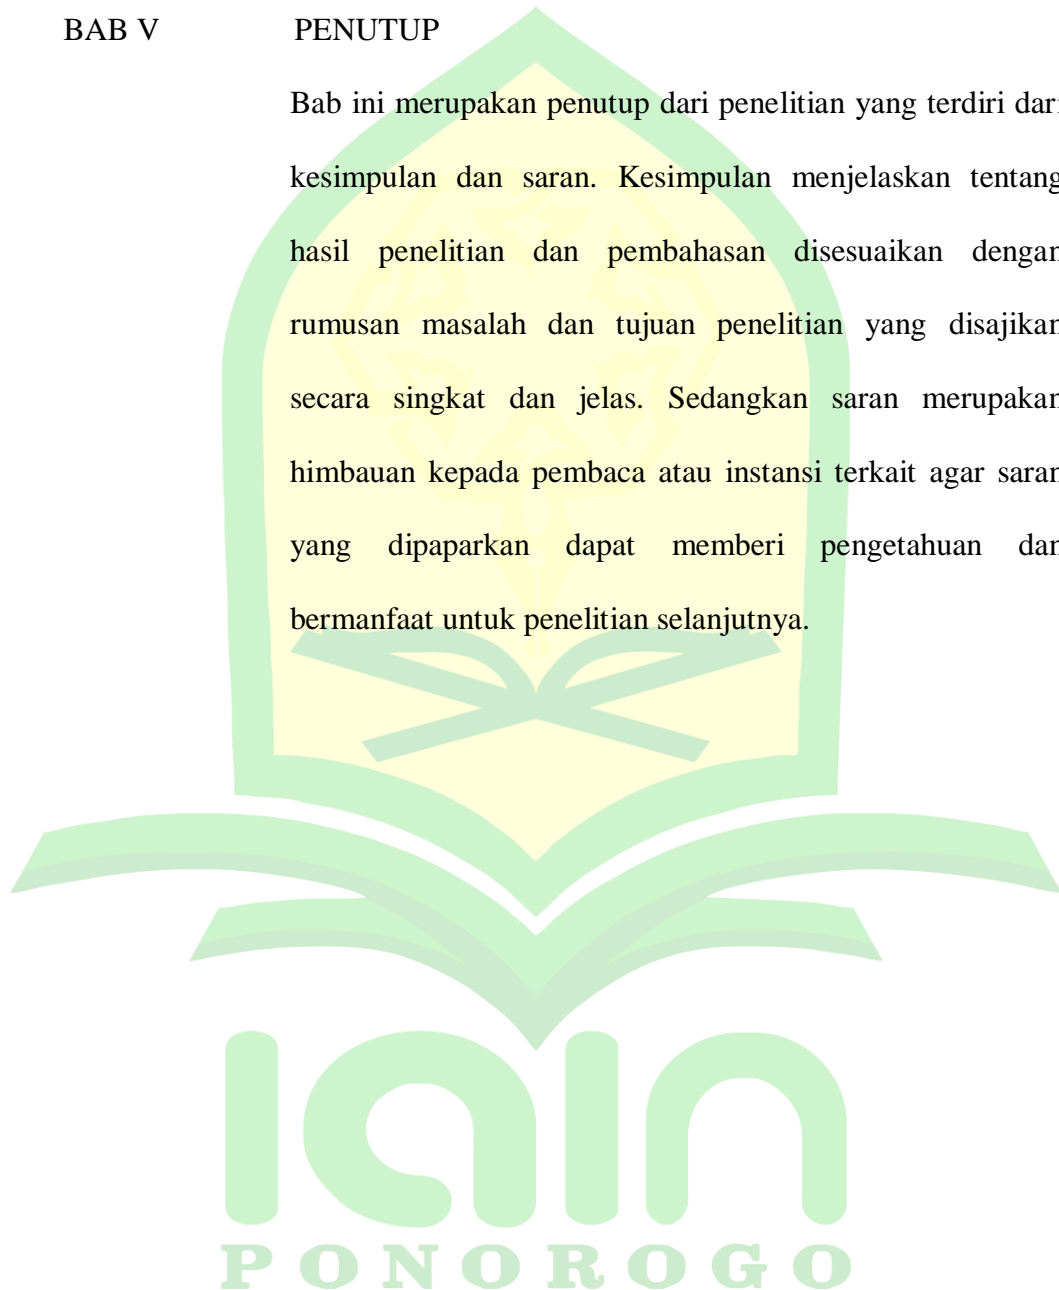 BAB V PENUTUP
Bab ini merupakan penutup dari penelitian yang terdiri dari
kesimpulan dan saran. Kesimpulan menjelaskan tentang
hasil penelitian dan pembahasan disesuaikan dengan
rumusan masalah dan tujuan penelitian yang disajikan
secara singkat dan jelas. Sedangkan saran merupakan
himbauan kepada pembaca atau instansi terkait agar saran
yang dipaparkan dapat memberi pengetahuan dan
bermanfaat untuk penelitian selanjutnya.
iain
PONOROGO